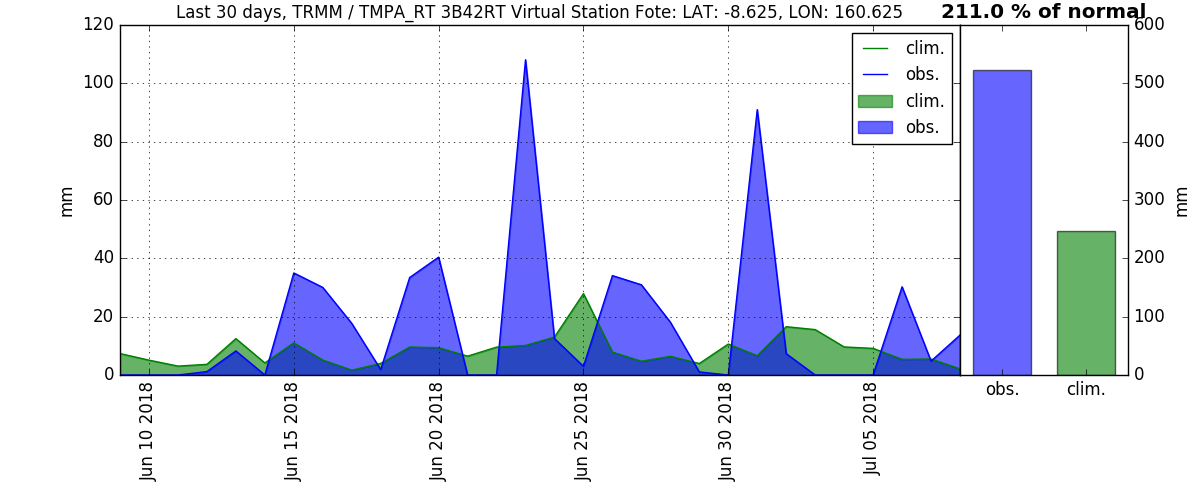 Last 30 days, TRMM / TMPA_RT 3B42RT Virtual Station Fote: LAT: -8.625, LON: 160.625
211.0 % of normal
120
100
80
60
40
20
0
mm
clim.
obs.
clim.
obs.
600
500
400
300
200
100
0
mm
Jun 10 2018
Jun 15 2018
Jun 20 2018
Jun 25 2018
Jun 30 2018
Jul 05 2018
obs.
clim.